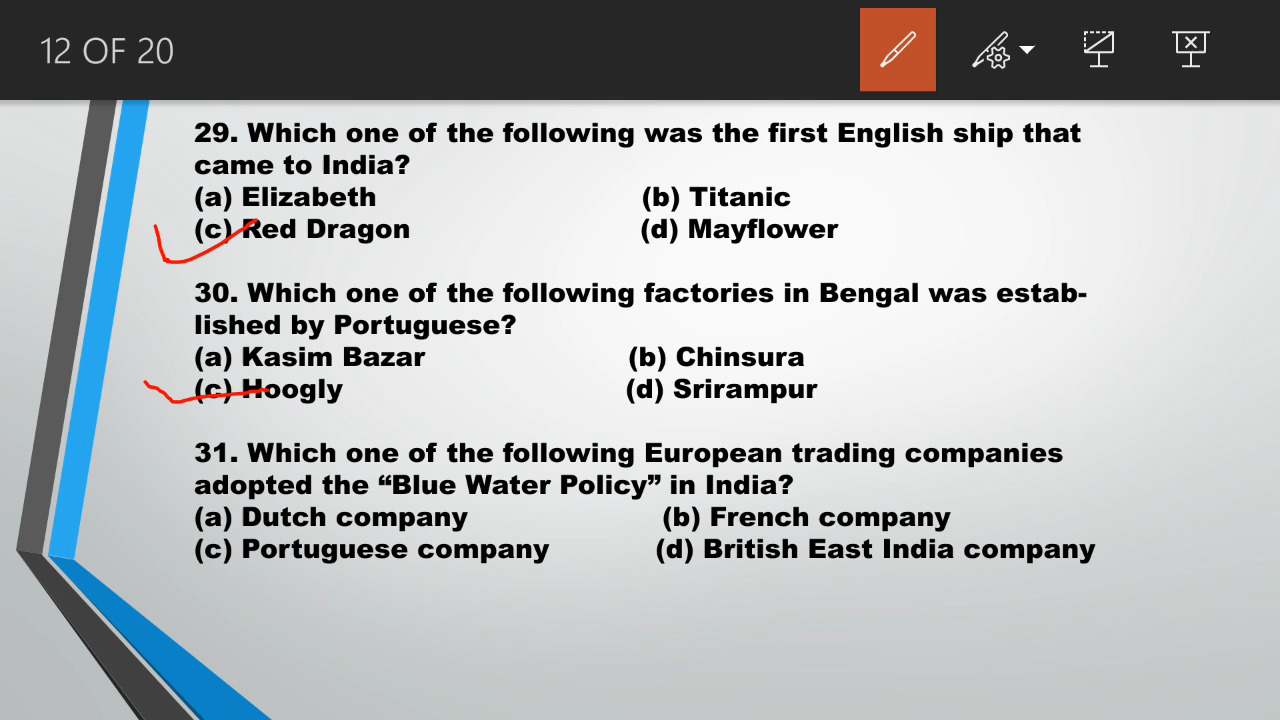 12 OF 20
29. Which one of the following was the first English ship that
came to India?
(a) Elizabeth (b) Titanic
(c) Red Dragon (d) Mayflower
30. Which one of the following factories in Bengal was estab-
lished by Portuguese?
(a) Kasim Bazar (b) Chinsura
(c) Hoogly (d) Srirampur
31. Which one of the following European trading companies
adopted the “Blue Water Policy” in India?
(a) Dutch company (b) French company
(c) Portuguese company (d) British East India company